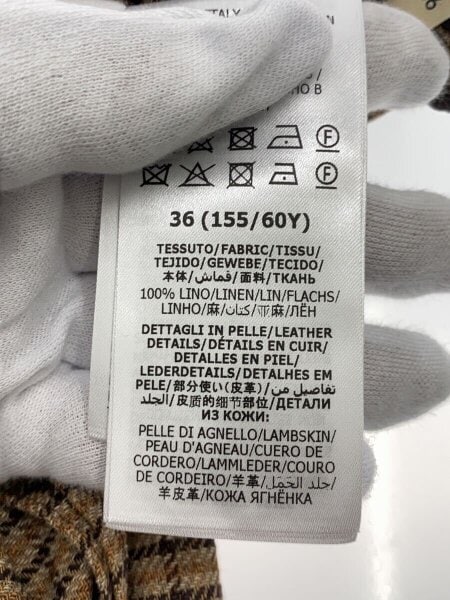 ITALY
36 (155/60Y)
TESSUTO/FABRIC/TISSU/
TEJIDO/GEWEBE/TECIDO/
本体/قماش/面料/ТКАНЬ
100% LINO/LINEN/LIN/FLACHS/
LINHO/麻/كتان/亚麻/ЛЁН
DETTAGLI IN PELLE/LEATHER
DETAILS/DÉTAILS EN CUIR/
DETALLES EN PIEL/
LEDERDETAILS/DETALHES EM
PELE/部分使い(皮革)/تفاصيل من
الجلد/皮质的细节部位/ДЕТАЛИ
ИЗ КОЖИ:
PELLE DI AGNELLO/LAMBSKIN/
PEAU D'AGNEAU/CUERO DE
CORDERO/LAMMLEDER/COURO
DE CORDEIRO/羊革/جلد الحَمَل/
羊皮革/КОЖА ЯГНЁНКА